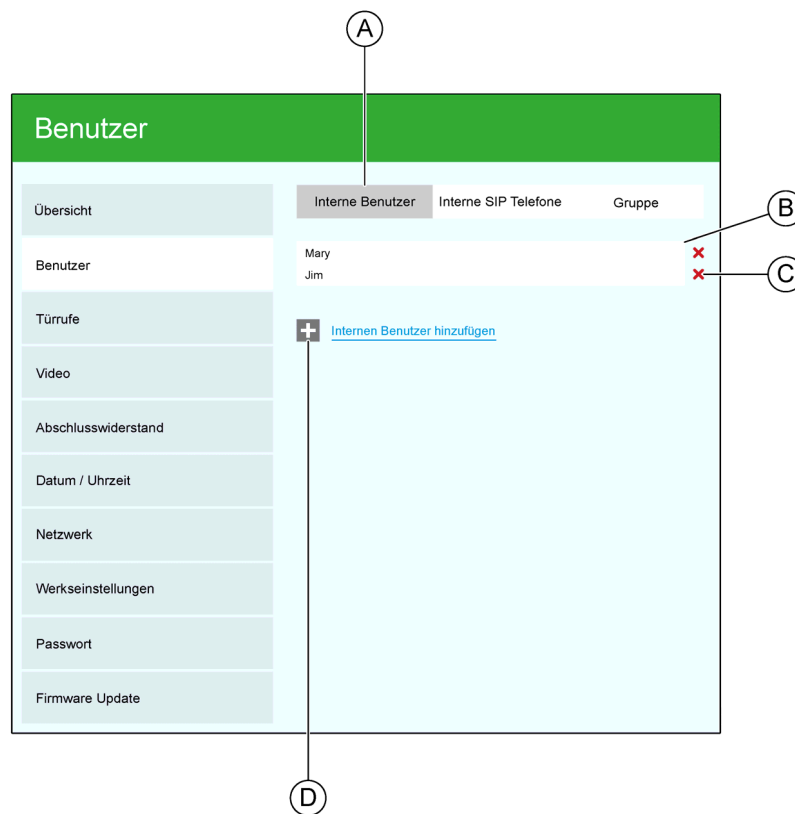 A
Benutzer
Übersicht
Benutzer
Türrufe
Video
Abschlusswiderstand
Datum / Uhrzeit
Netzwerk
Werkseinstellungen
Passwort
Firmware Update
Interne Benutzer Interne SIP Telefone Gruppe
B
Mary
Jim
C
Internen Benutzer hinzufügen
D